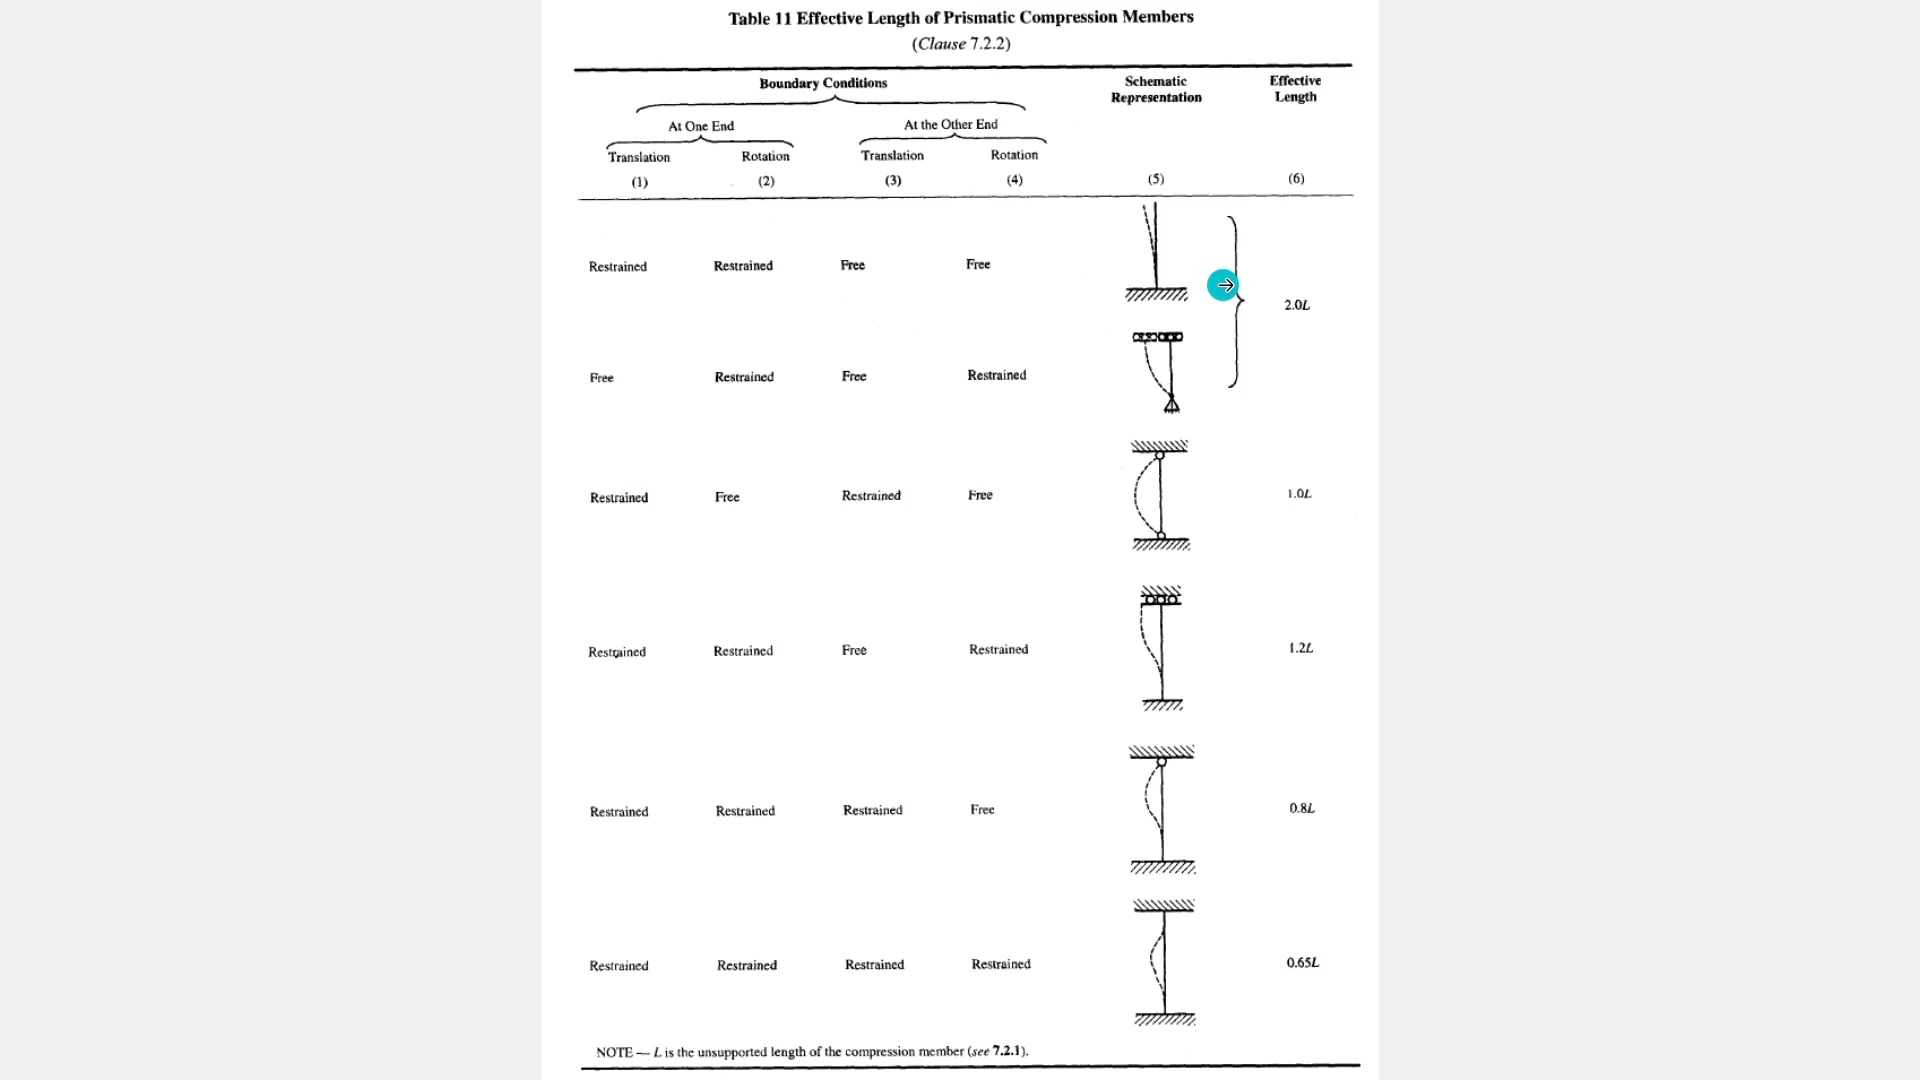 Table 11 Effective Length of Prismatic Compression Members
(Clause 7.2.2)
Boundary Conditions
Schematic Representation
Effective Length
At One End
At the Other End
Translation Rotation Translation Rotation
(1) (2) (3) (4) (5) (6)
Restrained Restrained Free Free
2.0L
Free Restrained Free Restrained
Restrained Free Restrained Free 1.0L
Restrained Restrained Free Restrained 1.2L
Restrained Restrained Restrained Free 0.8L
Restrained Restrained Restrained Restrained 0.65L
NOTE — L is the unsupported length of the compression member (see 7.2.1).